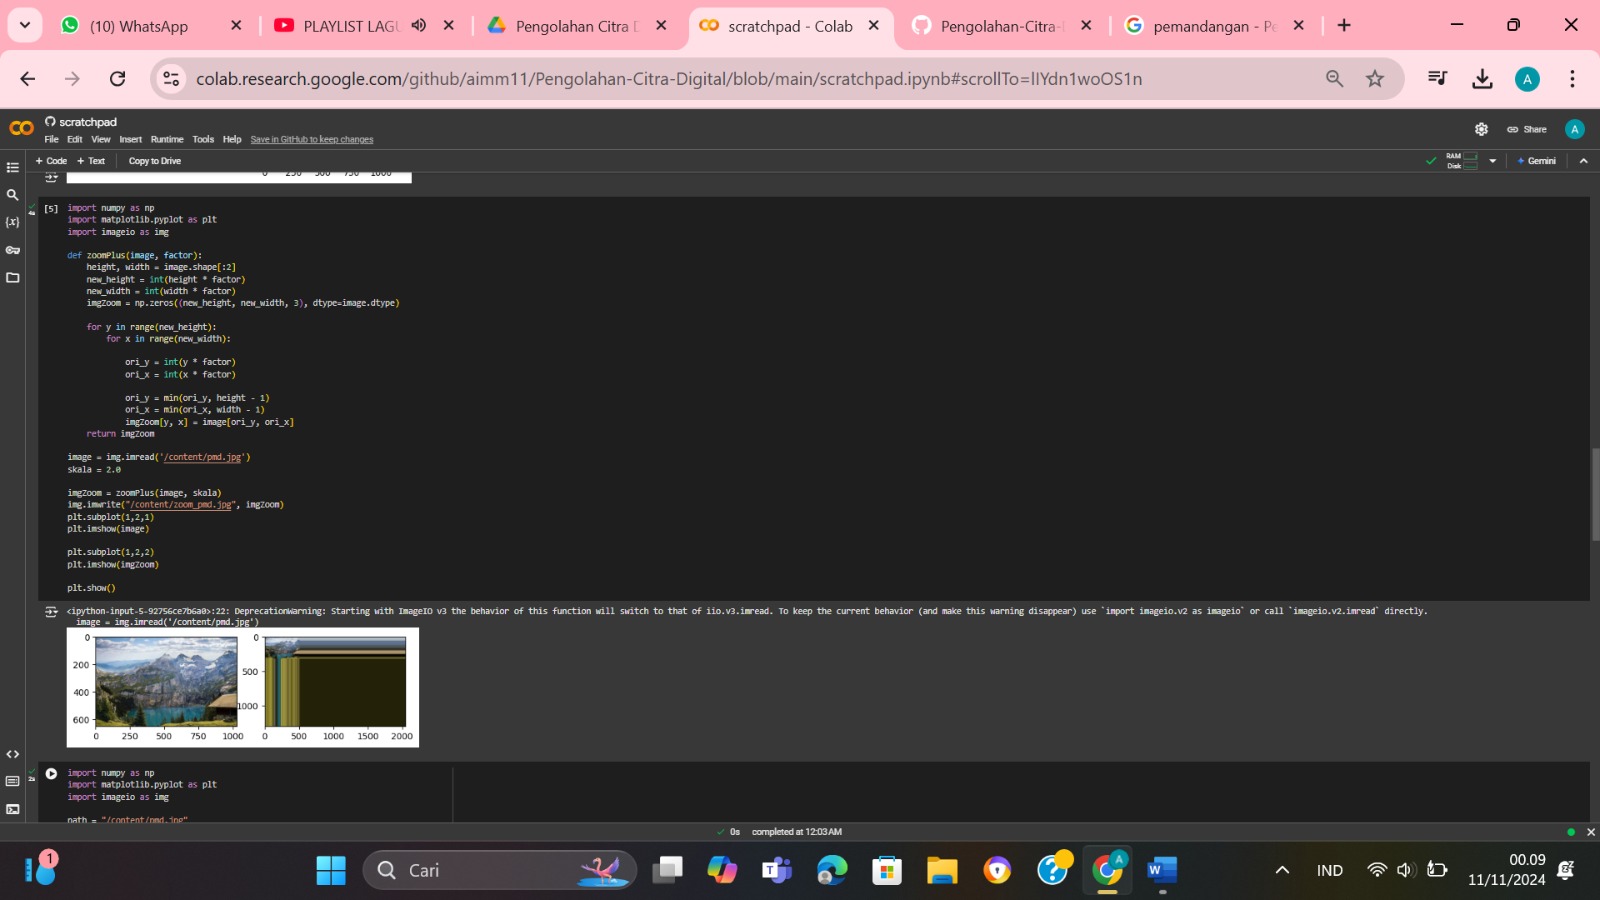 (10) WhatsApp
PLAYLIST LAGU
Pengolahan Citra D
scratchpad - Colab
Pengolahan-Citra-
pemandangan - Pe
colab.research.google.com/github/aimm11/Pengolahan-Citra-Digital/blob/main/scratchpad.ipynb#scrollTo=lIYdn1woOS1n
A
scratchpad
File Edit View Insert Runtime Tools Help Save in GitHub to keep changes
Share
A
+ Code + Text Copy to Drive
RAM
Disk
Gemini
0 250 500 750 1000
4s
[5] import numpy as np
import matplotlib.pyplot as plt
import imageio as img
def zoomPlus(image, factor):
height, width = image.shape[:2]
new_height = int(height * factor)
new_width = int(width * factor)
imgZoom = np.zeros((new_height, new_width, 3), dtype=image.dtype)
for y in range(new_height):
for x in range(new_width):
ori_y = int(y * factor)
ori_x = int(x * factor)
ori_y = min(ori_y, height - 1)
ori_x = min(ori_x, width - 1)
imgZoom[y, x] = image[ori_y, ori_x]
return imgZoom
image = img.imread('/content/pmd.jpg')
skala = 2.0
imgZoom = zoomPlus(image, skala)
img.imwrite("/content/zoom_pmd.jpg", imgZoom)
plt.subplot(1,2,1)
plt.imshow(image)
plt.subplot(1,2,2)
plt.imshow(imgZoom)
plt.show()
<ipython-input-5-92756ce7b6a0>:22: DeprecationWarning: Starting with ImageIO v3 the behavior of this function will switch to that of iio.v3.imread. To keep the current behavior (and make this warning disappear) use `import imageio.v2 as imageio` or call `imageio.v2.imread` directly.
image = img.imread('/content/pmd.jpg')
0
200
400
600
0 250 500 750 1000
0
500
1000
0 500 1000 1500 2000
2s
import numpy as np
import matplotlib.pyplot as plt
import imageio as img
path = "/content/pmd.jpg"
0s completed at 12:03 AM
1
Cari
A
IND
00.09
11/11/2024